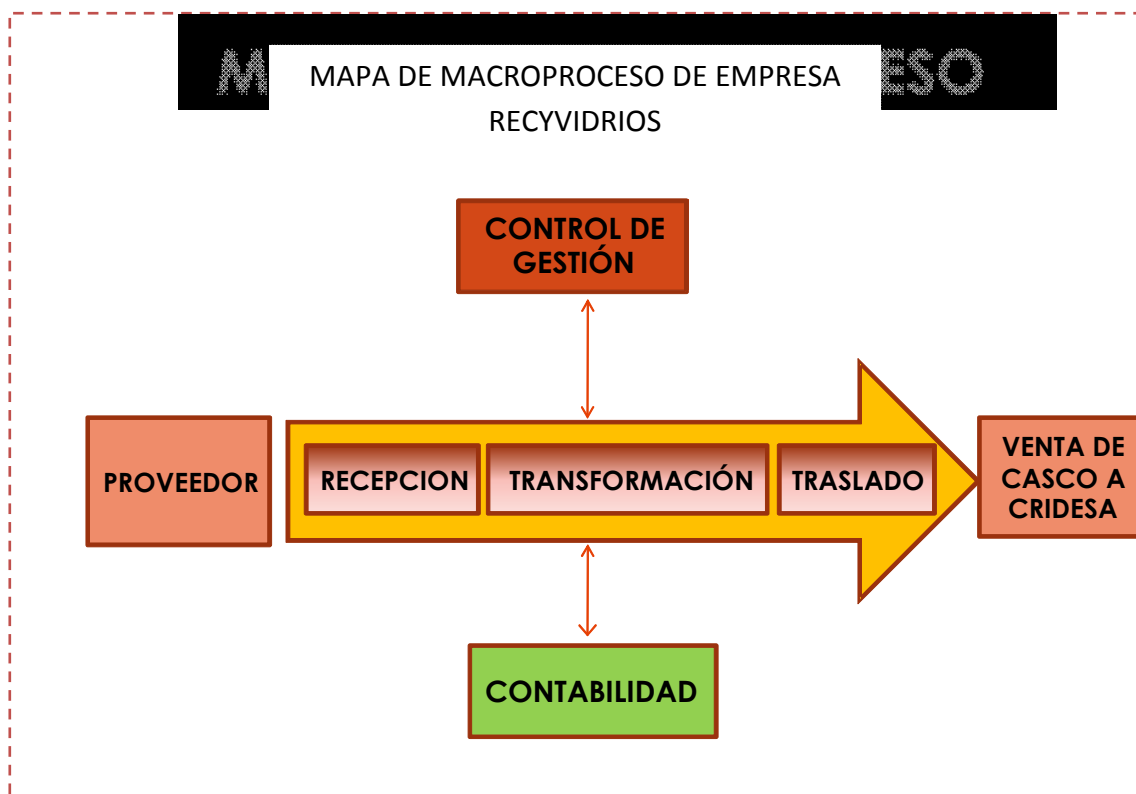 MAPA DE MACROPROCESO DE EMPRESA
RECYVIDRIOS
CONTROL DE
GESTIÓN
PROVEEDOR
RECEPCION
TRANSFORMACIÓN
TRASLADO
VENTA DE
CASCO A
CRIDESA
CONTABILIDAD